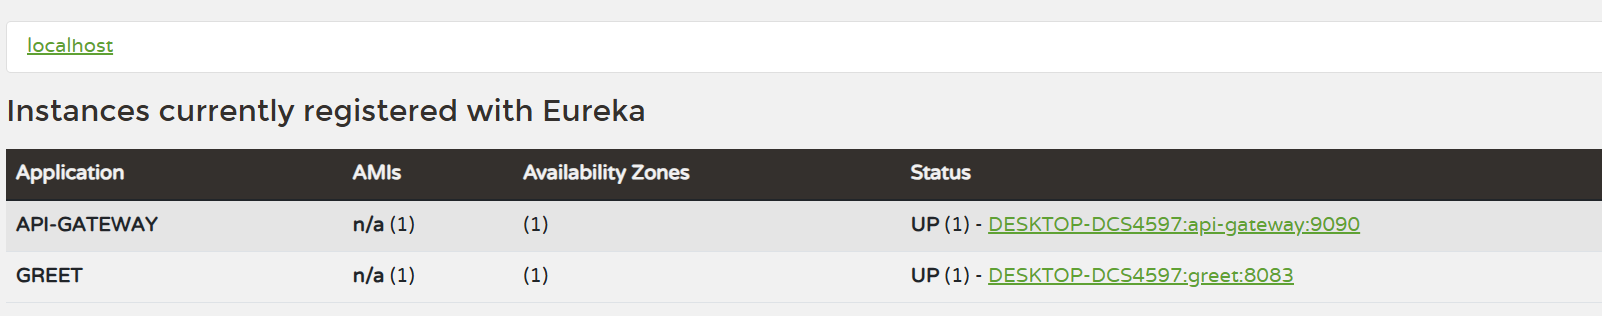 localhost
Instances currently registered with Eureka
Application AMIs Availability Zones Status
API-GATEWAY n/a (1) (1) UP (1) - DESKTOP-DCS4597:api-gateway:9090
GREET n/a (1) (1) UP (1) - DESKTOP-DCS4597:greet:8083